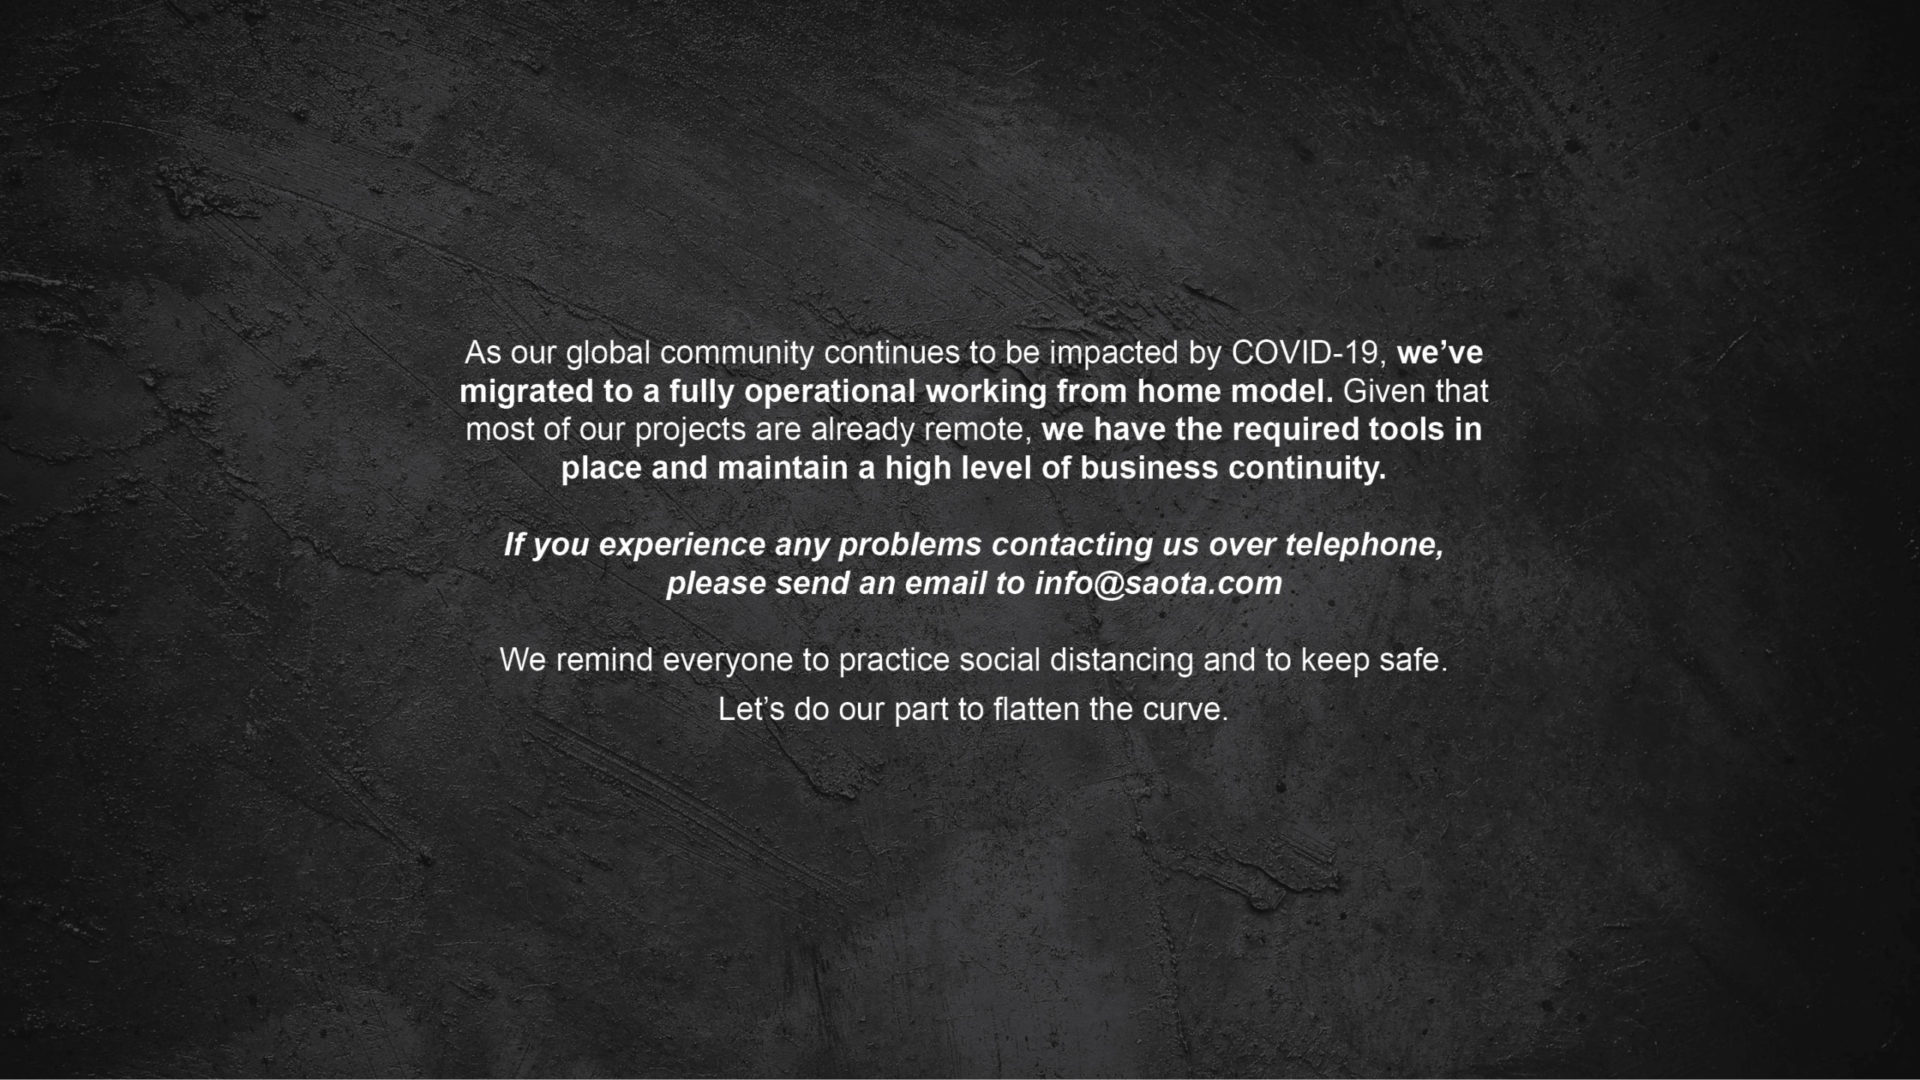 As our global community continues to be impacted by COVID-19, we’ve
migrated to a fully operational working from home model. Given that
most of our projects are already remote, we have the required tools in
place and maintain a high level of business continuity.
If you experience any problems contacting us over telephone,
please send an email to info@saota.com
We remind everyone to practice social distancing and to keep safe.
Let’s do our part to flatten the curve.